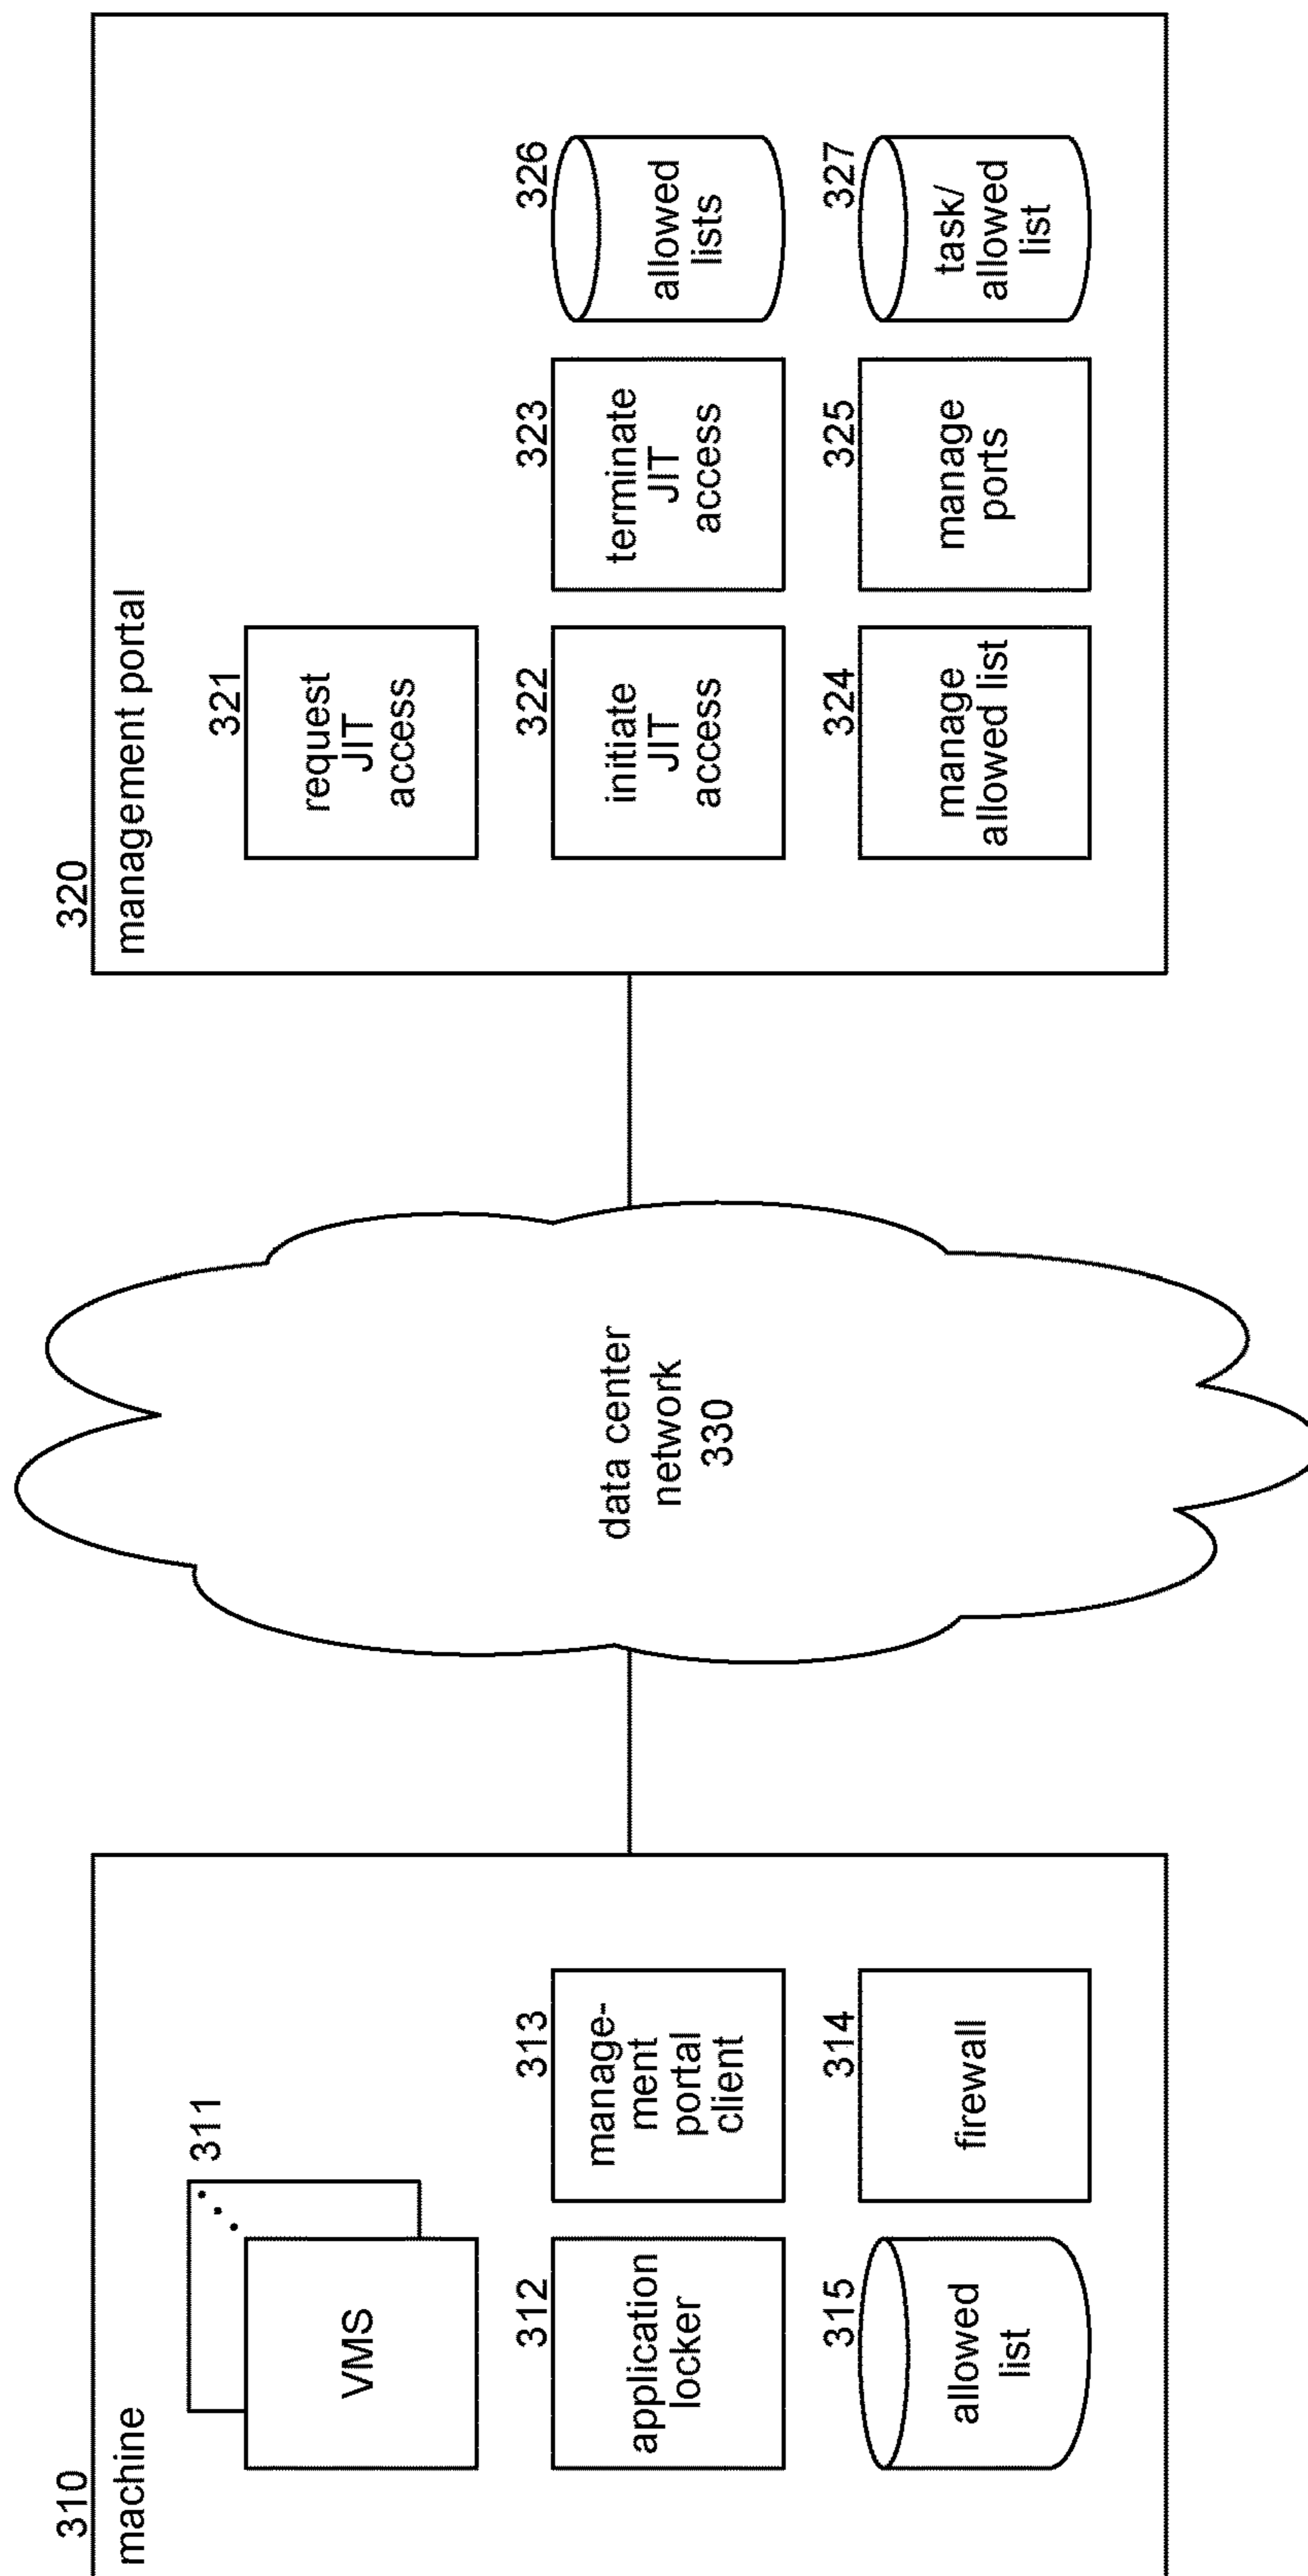 310
machine
311
VMS
312
application
locker
313
manage-
ment
portal
client
315
allowed
list
314
firewall
data center
network
330
320
management portal
321
request
JIT
access
322
initiate
JIT
access
323
terminate
JIT
access
326
allowed
lists
324
manage
allowed list
325
manage
ports
327
task/
allowed
list